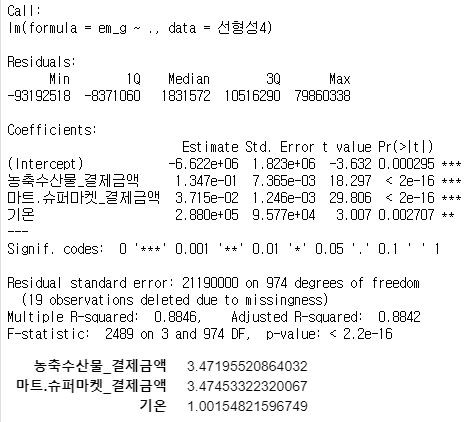 Call:
lm(formula = em_g ~ ., data = 선형성4)
Residuals:
Min 1Q Median 3Q Max
-93192518 -8371060 1831572 10516290 79860338
Coefficients:
Estimate Std. Error t value Pr(>|t|)
(Intercept) -6.622e+06 1.823e+06 -3.632 0.000295 ***
농축수산물_결제금액 1.347e-01 7.365e-03 18.297 < 2e-16 ***
마트.슈퍼마켓_결제금액 3.715e-02 1.246e-03 29.806 < 2e-16 ***
기온 2.880e+05 9.577e+04 3.007 0.002707 **
---
Signif. codes: 0 '***' 0.001 '**' 0.01 '*' 0.05 '.' 0.1 ' ' 1
Residual standard error: 21190000 on 974 degrees of freedom
(19 observations deleted due to missingness)
Multiple R-squared: 0.8846, Adjusted R-squared: 0.8842
F-statistic: 2489 on 3 and 974 DF, p-value: < 2.2e-16
농축수산물_결제금액 3.47195520864032
마트.슈퍼마켓_결제금액 3.47453322320067
기온 1.00154821596749